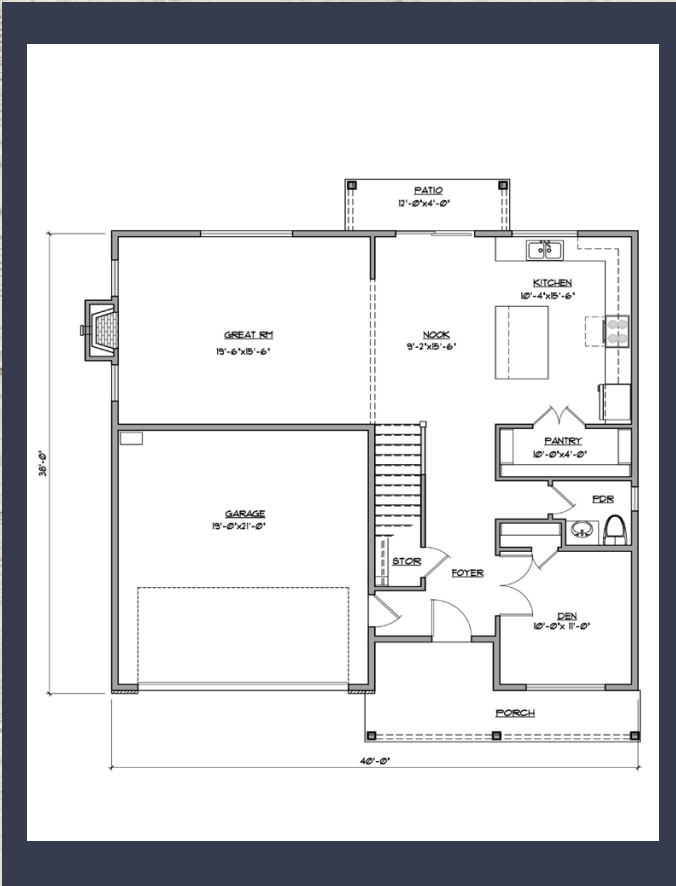 PATIO
12'-0"x4'-0"
KITCHEN
10'-4"x15'-6"
GREAT RM
19'-6"x15'-6"
NOOK
9'-2"x15'-6"
PANTRY
10'-0"x4'-0"
38'-0"
GARAGE
19'-0"x21'-0"
PDR
STOR
FOYER
DEN
10'-0"x 11'-0"
PORCH
40'-0"